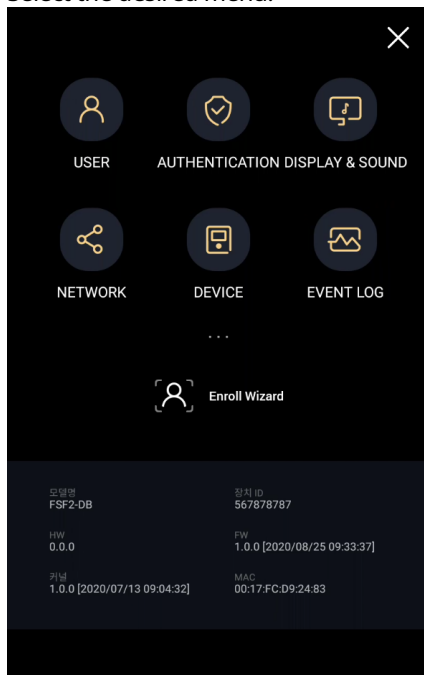 Select the desired menu.
USER
AUTHENTICATION
DISPLAY & SOUND
NETWORK
DEVICE
EVENT LOG
...
Enroll Wizard
모델명
FSF2-DB
장치 ID
567878787
HW
0.0.0
FW
1.0.0 [2020/08/25 09:33:37]
커널
1.0.0 [2020/07/13 09:04:32]
MAC
00:17:FC:D9:24:83